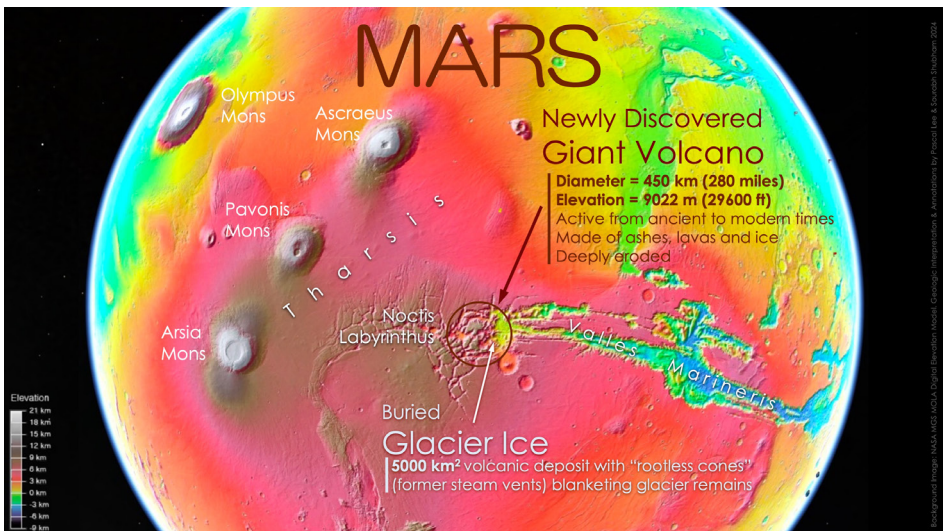 MARS
Olympus
Mons
Ascraeus
Mons
Newly Discovered
Giant Volcano
Diameter = 450 km (280 miles)
Elevation = 9022 m (29600 ft)
Active from ancient to modern times
Made of ashes, lavas and ice
Deeply eroded
Pavonis
Mons
Tharsis
Noctis
Labyrinthus
Valles Marineris
Arsia
Mons
Buried
Glacier Ice
5000 km² volcanic deposit with “rootless cones”
(former steam vents) blanketing glacier remains
Elevation
21 km
18 km
15 km
12 km
9 km
6 km
3 km
0 km
-3 km
-6 km
-9 km
Background Image: NASA MGS MOLA Digital Elevation Model. Geologic Interpretation & Annotations by Pascal Lee & Saurabh Shubham 2024